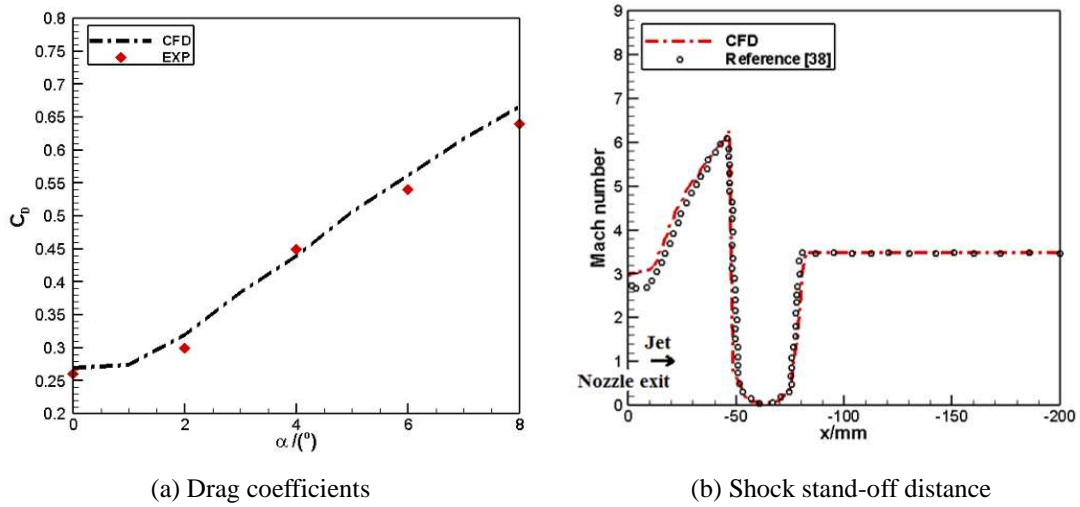 0.8
0.75
0.7
0.65
0.6
0.55
0.5
0.45
0.4
0.35
0.3
0.25
0.2
C_D
CFD
EXP
0 2 4 6 8
α/(°)
(a) Drag coefficients
9
8
7
6
5
4
3
2
1
0
Mach number
CFD
Reference [38]
Jet
Nozzle exit
0 -50 -100 -150 -200
x/mm
(b) Shock stand-off distance